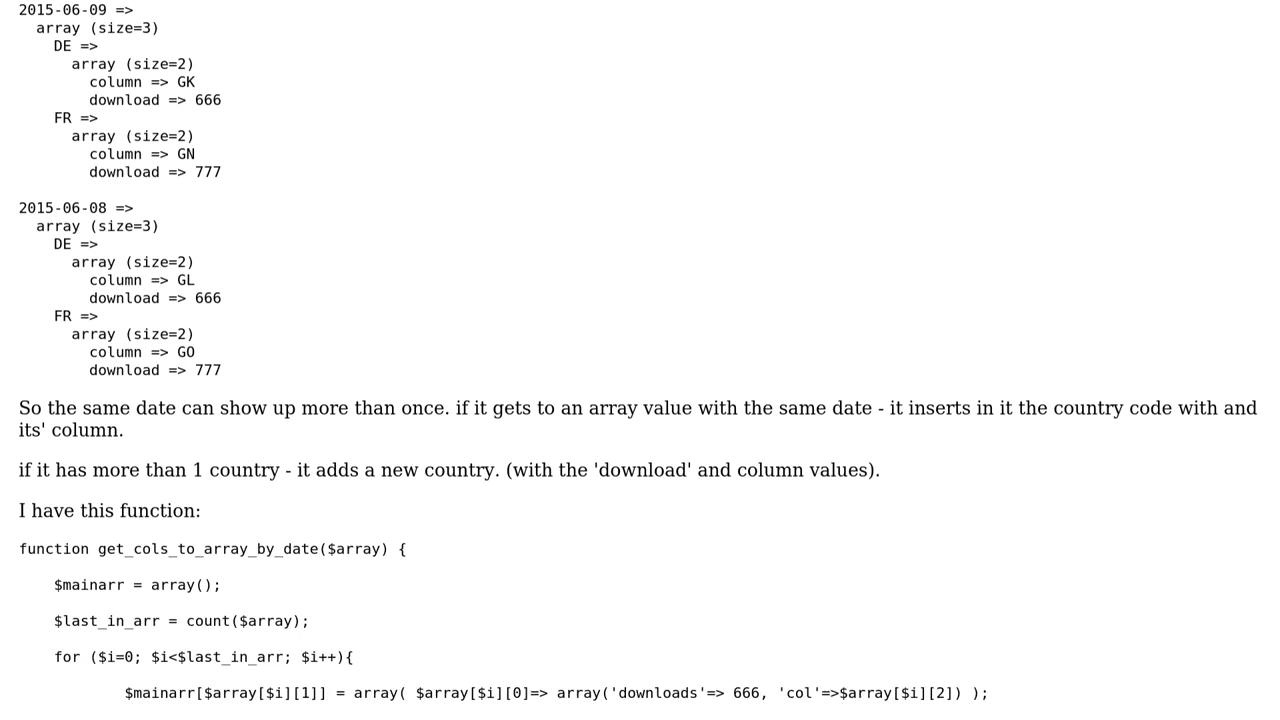 2015-06-09 =>
  array (size=3)
    DE =>
      array (size=2)
        column => GK
        download => 666
    FR =>
      array (size=2)
        column => GN
        download => 777

2015-06-08 =>
  array (size=3)
    DE =>
      array (size=2)
        column => GL
        download => 666
    FR =>
      array (size=2)
        column => GO
        download => 777

So the same date can show up more than once. if it gets to an array value with the same date - it inserts in it the country code with and
its' column.

if it has more than 1 country - it adds a new country. (with the 'download' and column values).

I have this function:

function get_cols_to_array_by_date($array) {

    $mainarr = array();

    $last_in_arr = count($array);

    for ($i=0; $i<$last_in_arr; $i++){

            $mainarr[$array[$i][1]] = array( $array[$i][0]=> array('downloads'=> 666, 'col'=>$array[$i][2]) );